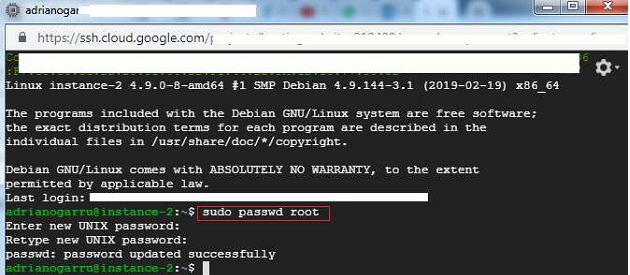 adrianogar
https://ssh.cloud.google.com/
Linux instance-2 4.9.0-8-amd64 #1 SMP Debian 4.9.144-3.1 (2019-02-19) x86_64
The programs included with the Debian GNU/Linux system are free software;
the exact distribution terms for each program are described in the
individual files in /usr/share/doc/*/copyright.
Debian GNU/Linux comes with ABSOLUTELY NO WARRANTY, to the extent
permitted by applicable law.
Last login:
adrianogarru@instance-2:~$ sudo passwd root
Enter new UNIX password:
Retype new UNIX password:
passwd: password updated successfully
adrianogarru@instance-2:~$